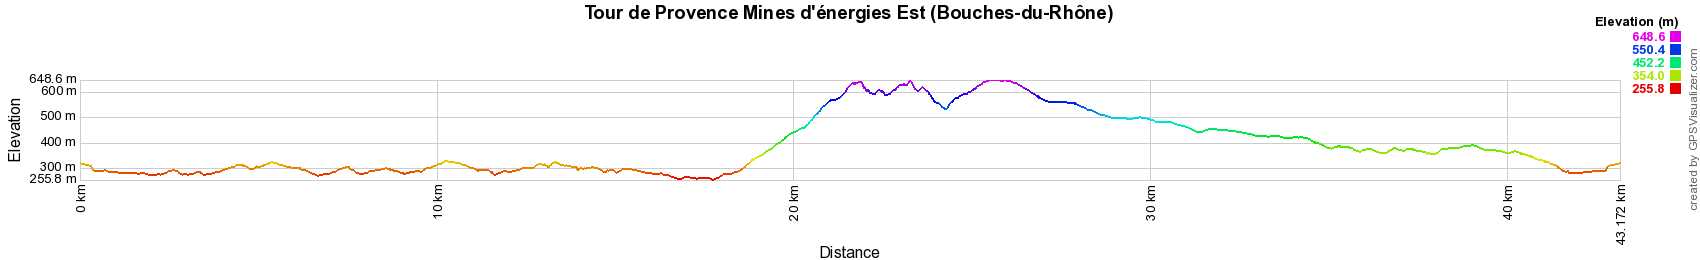 Tour de Provence Mines d'énergies Est (Bouches-du-Rhône)
Elevation (m)
648.6
550.4
452.2
354.0
255.8
648.6 m
600 m
500 m
400 m
300 m
255.8 m
Elevation
0 km
10 km
20 km
30 km
40 km
43.172 km
Distance
created by GPSVisualizer.com